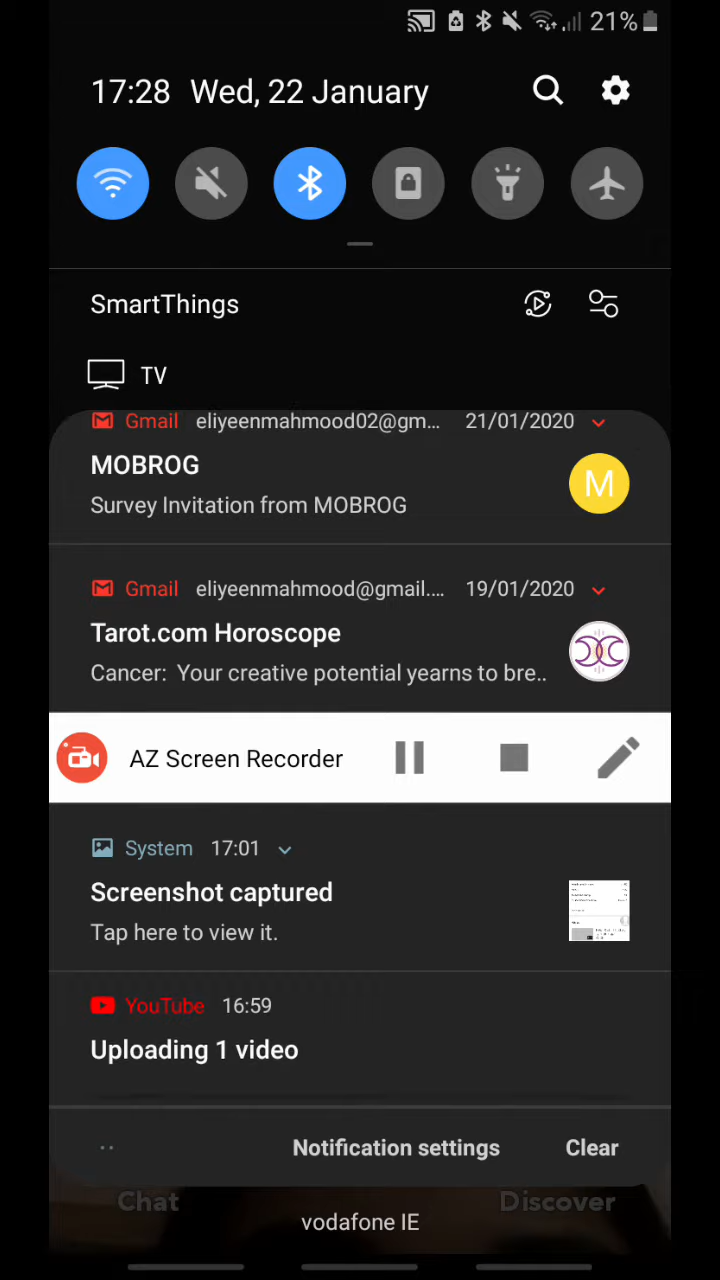 21%
17:28 Wed, 22 January
SmartThings
TV
Gmail eliyeenmahmood02@gm... 21/01/2020
MOBROG
Survey Invitation from MOBROG
M
Gmail eliyeenmahmood@gmail.... 19/01/2020
Tarot.com Horoscope
Cancer: Your creative potential yearns to bre..
AZ Screen Recorder
System 17:01
Screenshot captured
Tap here to view it.
YouTube 16:59
Uploading 1 video
Notification settings Clear
Chat Discover
vodafone IE